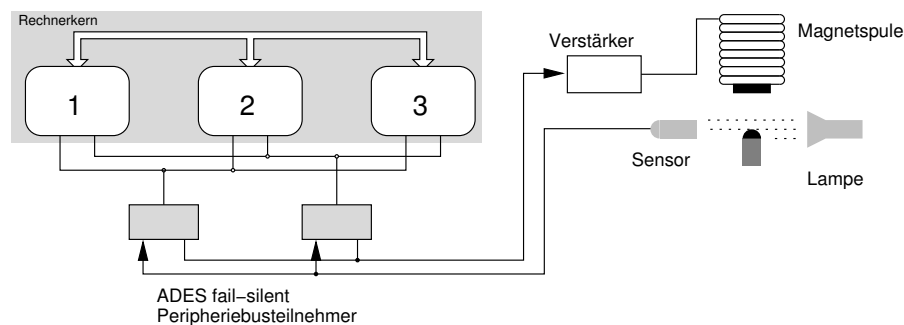 Rechnerkern
1
2
3
Verstärker
Magnetspule
Sensor
Lampe
ADES fail–silent
Peripheriebusteilnehmer